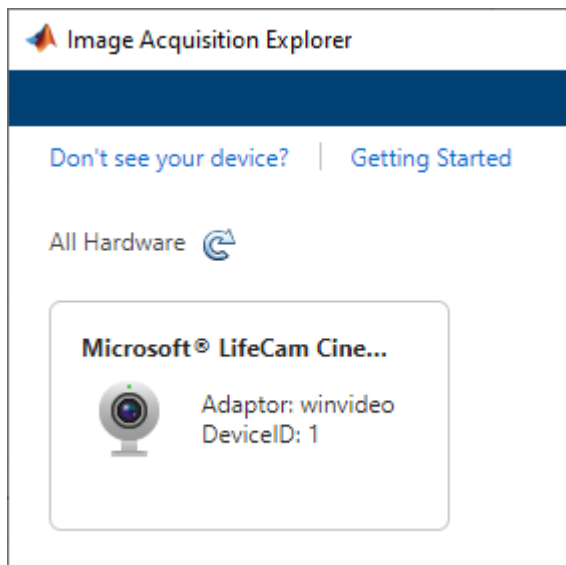 Image Acquisition Explorer
Don't see your device? | Getting Started
All Hardware
Microsoft® LifeCam Cine...
Adaptor: winvideo
DeviceID: 1